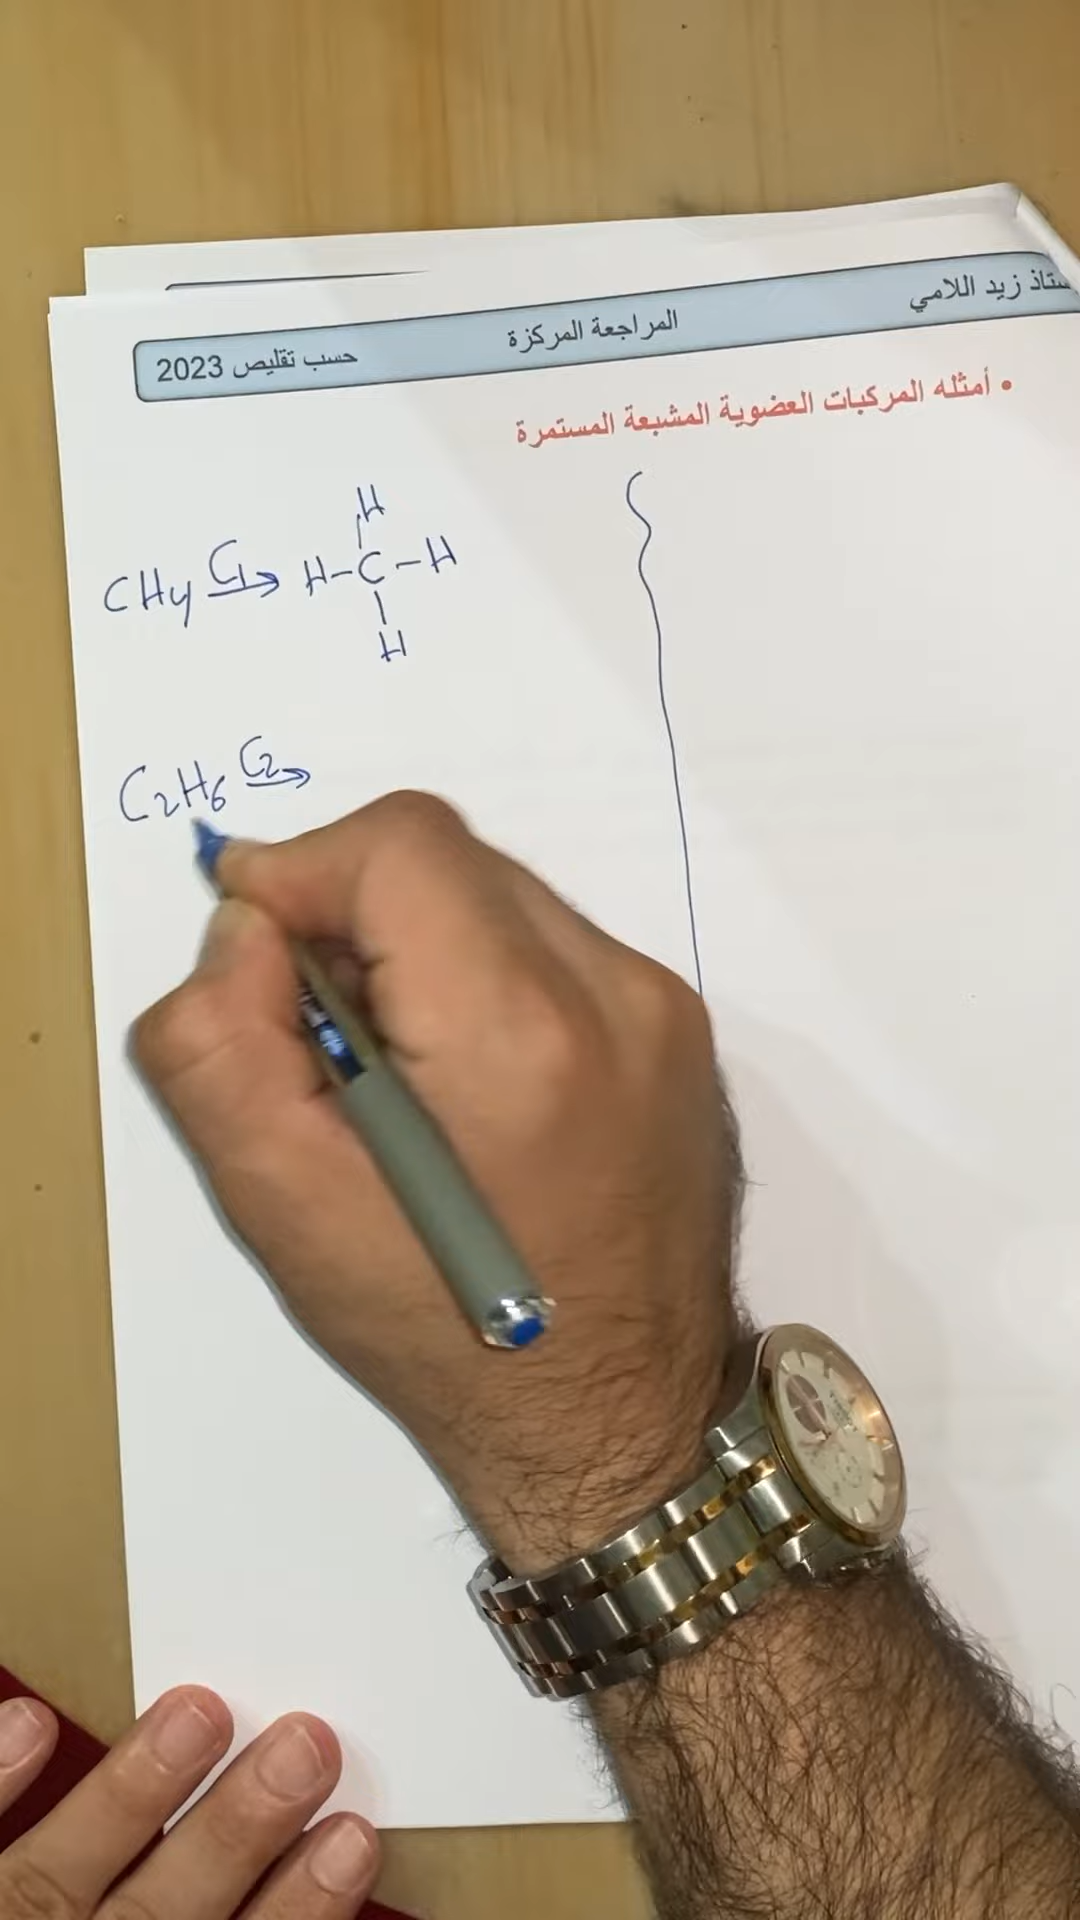 ستاذ زيد اللامي المراجعة المركزة حسب تقليص 2023
• أمثله المركبات العضوية المشبعة المستمرة
H
CH4 C1→ H-C-H
H
C2H6 C2→